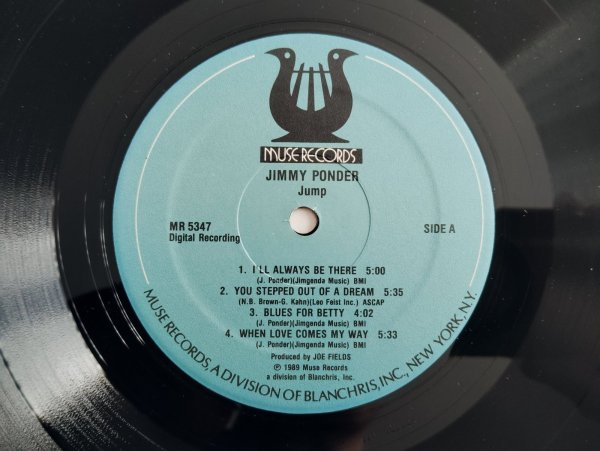 MUSE RECORDS
JIMMY PONDER
Jump
MR 5347
Digital Recording
SIDE A
1. I'LL ALWAYS BE THERE 5:00
(J. Ponder)(Jimgenda Music) BMI
2. YOU STEPPED OUT OF A DREAM 5:35
(N.B. Brown-G. Kahn)(Leo Feist Inc.) ASCAP
3. BLUES FOR BETTY 4:02
(J. Ponder)(Jimgenda Music) BMI
4. WHEN LOVE COMES MY WAY 5:33
(J. Ponder)(Jimgenda Music) BMI
Produced by JOE FIELDS
℗ 1989 Muse Records
a division of Blanchris, Inc.
MUSE RECORDS, A DIVISION OF BLANCHRIS, INC., NEW YORK, N.Y.